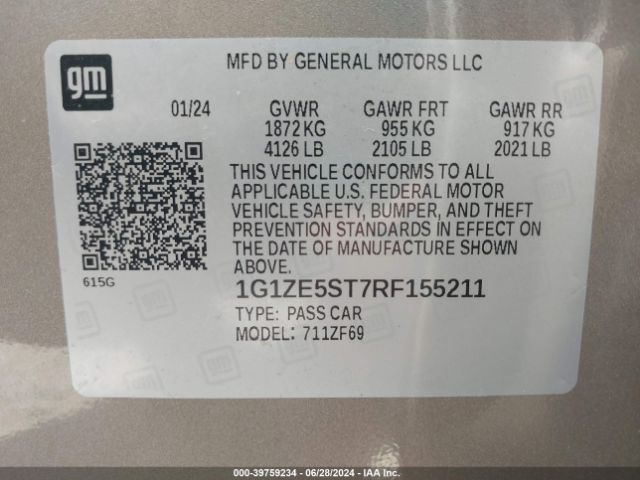 gm
MFD BY GENERAL MOTORS LLC
01/24 GVWR GAWR FRT GAWR RR
1872 KG 955 KG 917 KG
4126 LB 2105 LB 2021 LB
THIS VEHICLE CONFORMS TO ALL
APPLICABLE U.S. FEDERAL MOTOR
VEHICLE SAFETY, BUMPER, AND THEFT
PREVENTION STANDARDS IN EFFECT ON
THE DATE OF MANUFACTURE SHOWN
ABOVE.
615G
1G1ZE5ST7RF155211
TYPE: PASS CAR
MODEL: 711ZF69
000-39759234 - 06/28/2024 - IAA Inc.